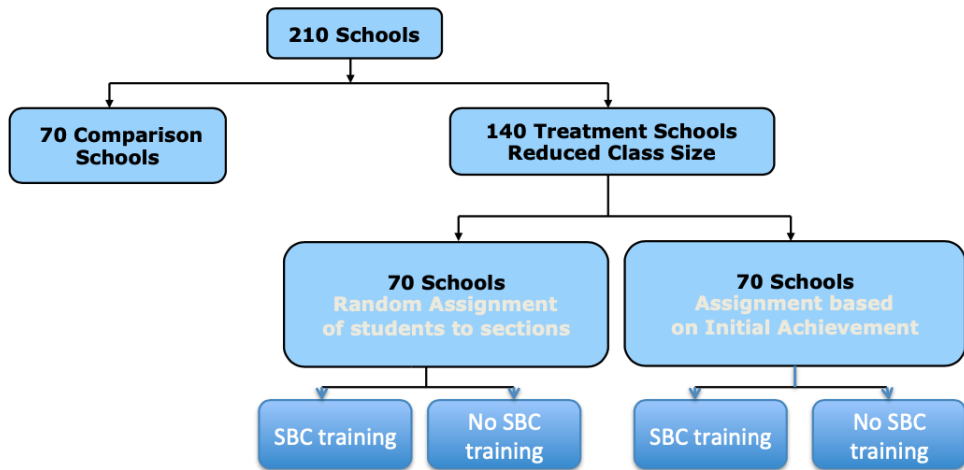 210 Schools
70 Comparison
Schools
140 Treatment Schools
Reduced Class Size
70 Schools
Random Assignment
of students to sections
70 Schools
Assignment based
on Initial Achievement
SBC training
No SBC
training
SBC training
No SBC
training